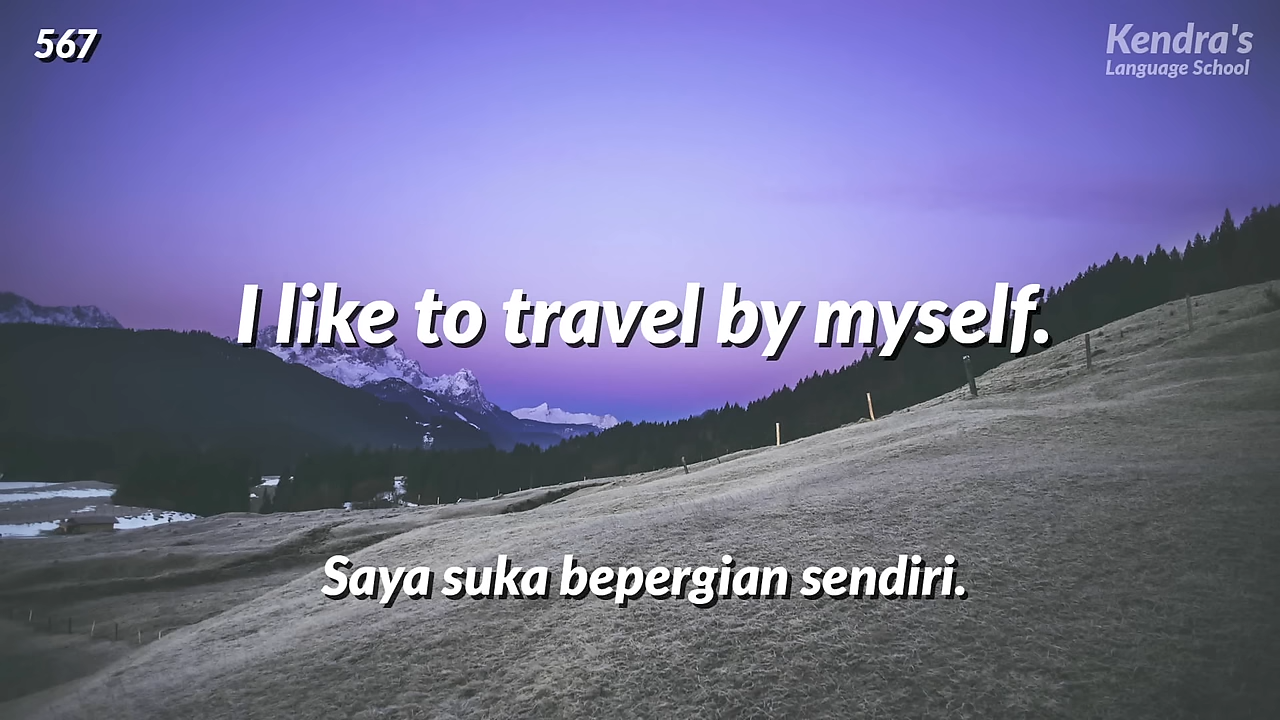 567
Kendra's
Language School
I like to travel by myself.
Saya suka bepergian sendiri.